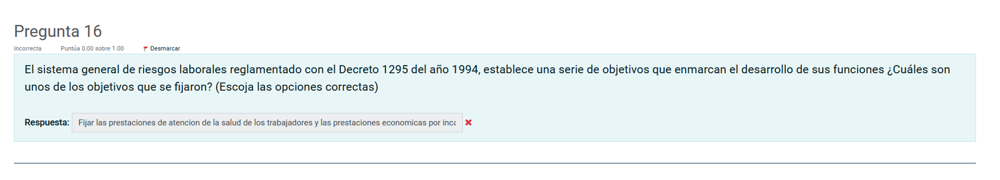 Pregunta 16
Incorrecta Puntúa 0.00 sobre 1.00 Desmarcar
El sistema general de riesgos laborales reglamentado con el Decreto 1295 del año 1994, establece una serie de objetivos que enmarcan el desarrollo de sus funciones ¿Cuáles son
unos de los objetivos que se fijaron? (Escoja las opciones correctas)
Respuesta: Fijar las prestaciones de atencion de la salud de los trabajadores y las prestaciones economicas por inca